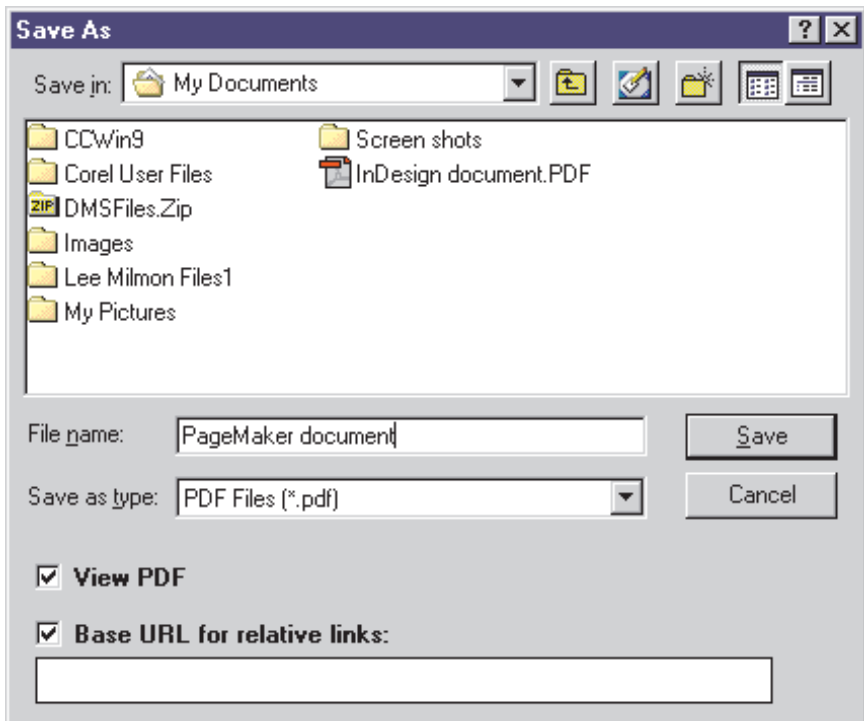 Save As
Save in: My Documents
CCWin9
Corel User Files
ZIP DMSFiles.Zip
Images
Lee Milmon Files1
My Pictures
Screen shots
InDesign document.PDF
File name: PageMaker document
Save
Save as type: PDF Files (*.pdf)
Cancel
View PDF
Base URL for relative links: